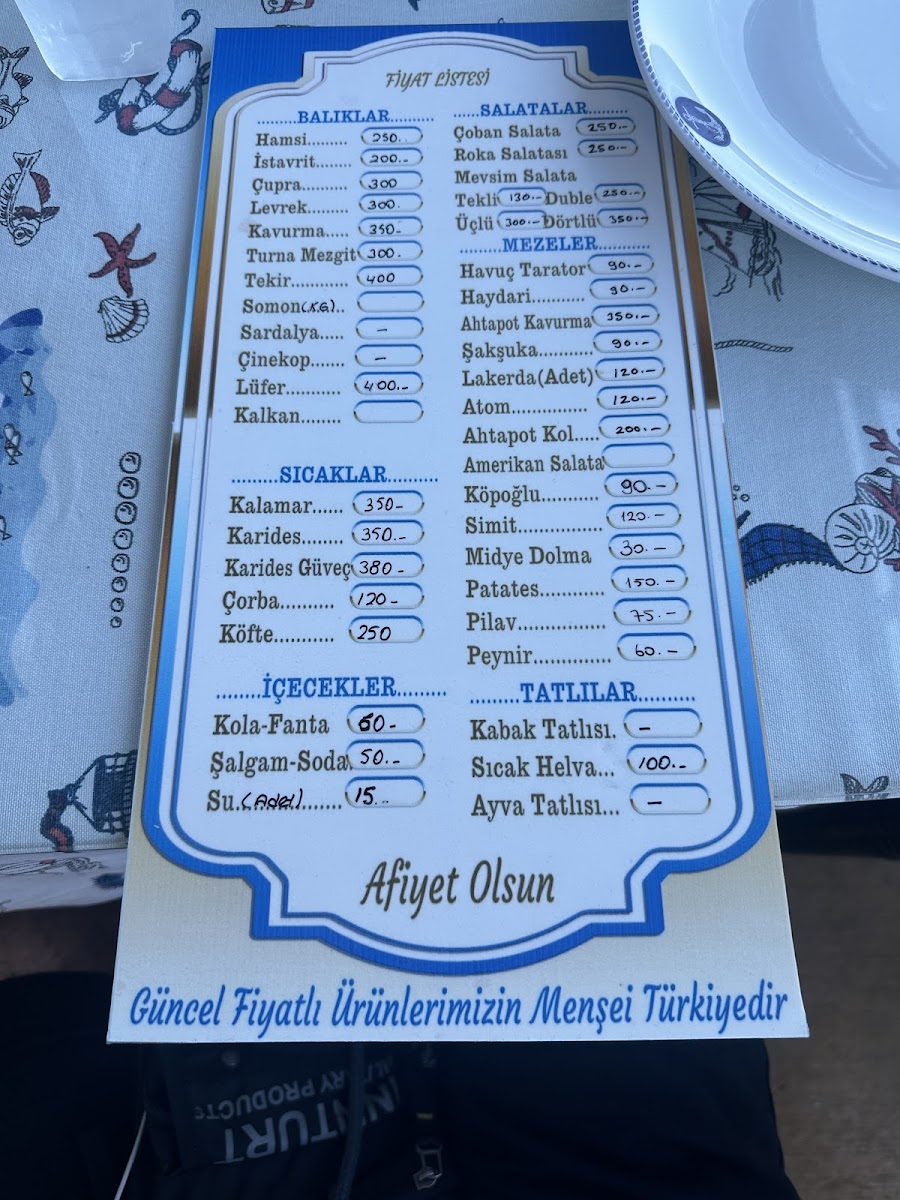 FİYAT LİSTESİ
BALIKLAR
Hamsi......... 250.
İstavrit....... 200.-
Çupra.......... 300
Levrek......... 300.
Kavurma...... 350-
Turna Mezgit 300.
Tekir............ 400
Somon(KG)..
Sardalya..... -
Çinekop....... -
Lüfer........... 400.-
Kalkan........
SICAKLAR
Kalamar...... 350-
Karides........ 350.-
Karides Güveç 380-
Çorba.......... 120-
Köfte........... 250
İÇECEKLER
Kola-Fanta 60-
Şalgam-Soda 50.-
Su.(Adet)....... 15..
SALATALAR
Çoban Salata 250.-
Roka Salatası 250.-
Mevsim Salata
Tekli 130.- Duble 250.-
Üçlü 300.- Dörtlü 350.-
MEZELER
Havuç Tarator 90.-
Haydari........... 90.-
Ahtapot Kavurma 350.-
Şakşuka........... 90.-
Lakerda(Adet) 120.-
Atom............... 120.-
Ahtapot Kol..... 200.-
Amerikan Salata
Köpoğlu........... 90.-
Simit................ 120.-
Midye Dolma 30.-
Patates............ 150.-
Pilav................ 75.-
Peynir.............. 60.-
TATLILAR
Kabak Tatlısı. -
Sıcak Helva... 100.-
Ayva Tatlısı... -
Afiyet Olsun
Güncel Fiyatlı Ürünlerimizin Menşei Türkiyedir
PRODUCTS